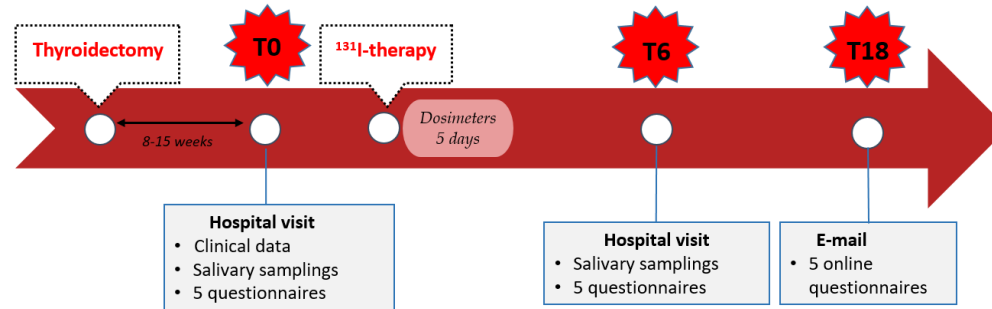 Thyroidectomy
T0
¹³¹I-therapy
T6
T18
8-15 weeks
Dosimeters
5 days
Hospital visit
• Clinical data
• Salivary samplings
• 5 questionnaires
Hospital visit
• Salivary samplings
• 5 questionnaires
E-mail
• 5 online
questionnaires